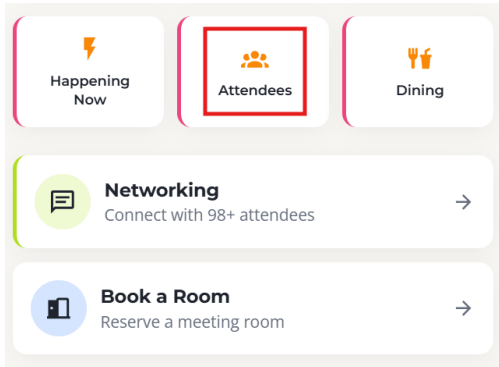 Happening
Now
Attendees
Dining
Networking
Connect with 98+ attendees
Book a Room
Reserve a meeting room